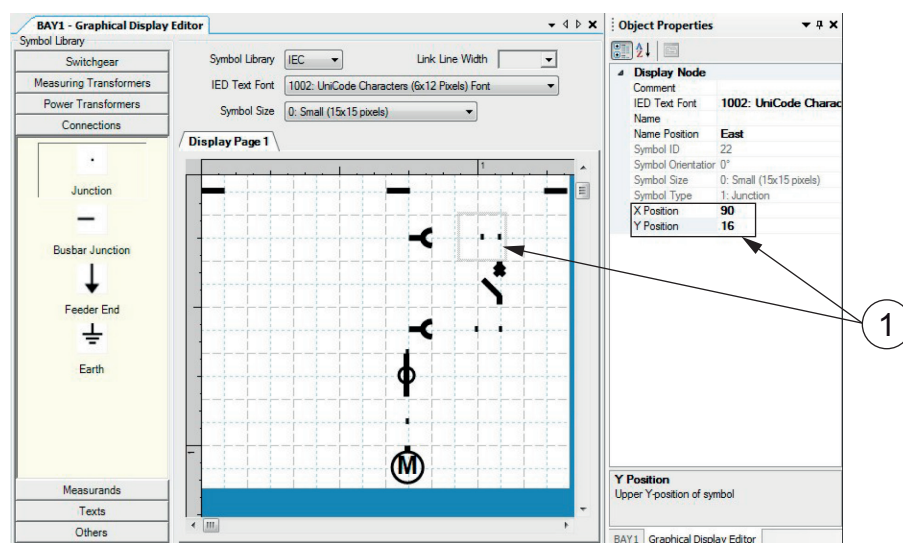 BAY1 - Graphical Display Editor
Symbol Library
Switchgear
Measuring Transformers
Power Transformers
Connections
Junction
Busbar Junction
Feeder End
Earth
Measurands
Texts
Others
Symbol Library IEC Link Line Width
IED Text Font 1002: UniCode Characters (6x12 Pixels) Font
Symbol Size 0: Small (15x15 pixels)
Display Page 1
1
1
M
Object Properties
Display Node
Comment
IED Text Font 1002: UniCode Charac
Name
Name Position East
Symbol ID 22
Symbol Orientatior 0°
Symbol Size 0: Small (15x15 pixels)
Symbol Type 1: Junction
X Position 90
Y Position 16
1
Y Position
Upper Y-position of symbol
BAY1 Graphical Display Editor